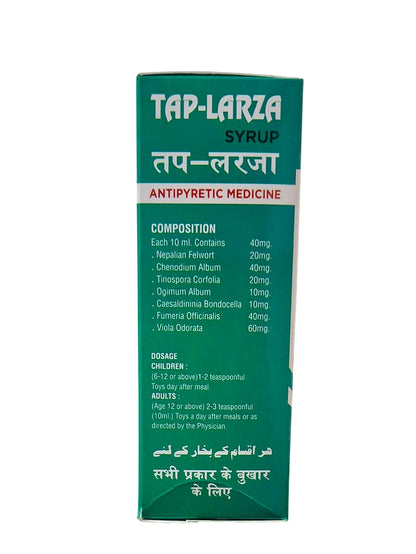 TAP-LARZA
SYRUP
तप–लरजा
ANTIPYRETIC MEDICINE
COMPOSITION
Each 10 ml. Contains 40mg.
. Nepalian Felwort 20mg.
. Chenodium Album 40mg.
. Tinospora Corfolia 20mg.
. Ogimum Album 10mg.
. Caesaldininia Bondocella 10mg.
. Fumeria Officinalis 40mg.
. Viola Odorata 60mg.
DOSAGE
CHILDREN :
(6-12 or above)1-2 teaspoonful
Toys day after meal.
ADULTS :
(Age 12 or above) 2-3 teaspoonful
(10ml.) Toys a day after meals or as
directed by the Physician.
ھر اقسام کے بخار کے لئے
सभी प्रकार के बुखार
के लिए